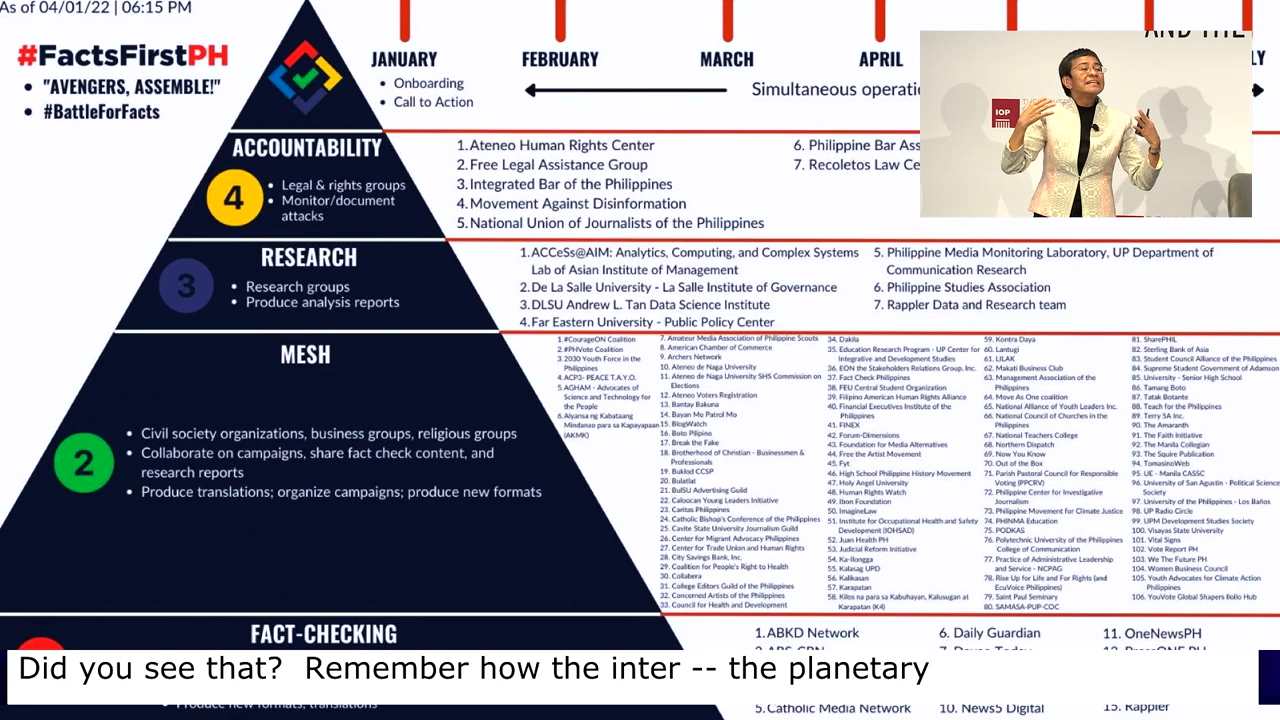 As of 04/01/22 | 06:15 PM
#FactsFirstPH
"AVENGERS, ASSEMBLE!"
#BattleForFacts
JANUARY
Onboarding
Call to Action
FEBRUARY
MARCH
APRIL
LY
Simultaneous operatio
AND THE
IOP
ACCOUNTABILITY
4
Legal & rights groups
Monitor/document
attacks
1. Ateneo Human Rights Center
2. Free Legal Assistance Group
3. Integrated Bar of the Philippines
4. Movement Against Disinformation
5. National Union of Journalists of the Philippines
6. Philippine Bar Ass
7. Recoletos Law Ce
RESEARCH
3
Research groups
Produce analysis reports
1. ACCeSs@AIM: Analytics, Computing, and Complex Systems
Lab of Asian Institute of Management
2. De La Salle University - La Salle Institute of Governance
3. DLSU Andrew L. Tan Data Science Institute
4. Far Eastern University - Public Policy Center
5. Philippine Media Monitoring Laboratory, UP Department of
Communication Research
6. Philippine Studies Association
7. Rappler Data and Research team
MESH
2
Civil society organizations, business groups, religious groups
Collaborate on campaigns, share fact check content, and
research reports
Produce translations; organize campaigns; produce new formats
1. #CourageON Coalition
2. #PHVote Coalition
3. 2030 Youth Force in the
Philippines
4. ACP3- PEACE T.A.Y.O.
5. AGHAM - Advocates of
Science and Technology for
the People
6. Alyansa ng Kabataang
Mindanao para sa Kapayapaan
(AKMK)
7. Amateur Media Association of Philippine Scouts
8. American Chamber of Commerce
9. Archers Network
10. Ateneo de Naga University
11. Ateneo de Naga University SHS Commission on
Elections
12. Ateneo Voters Registration
13. Bantay Bakuna
14. Bayan Mo Patrol Mo
15. BlogWatch
16. Boto Pilipino
17. Break the Fake
18. Brotherhood of Christian - Businessmen &
Professionals
19. Buklod CCSP
20. Bulatlat
21. BulSU Advertising Guild
22. Caloocan Young Leaders Initiative
23. Caritas Philippines
24. Catholic Bishop's Conference of the Philippines
25. Cavite State University Journalism Guild
26. Center for Migrant Advocacy Philippines
27. Center for Trade Union and Human Rights
28. City Savings Bank, Inc.
29. Coalition for People's Right to Health
30. Collabera
31. College Editors Guild of the Philippines
32. Concerned Artists of the Philippines
33. Council for Health and Development
34. Dakila
35. Education Research Program - UP Center for
Integrative and Development Studies
36. EON the Stakeholders Relations Group, Inc.
37. Fact Check Philippines
38. FEU Central Student Organization
39. Filipino American Human Rights Alliance
40. Financial Executives Institute of the
Philippines
41. FINEX
42. Forum-Dimensions
43. Foundation for Media Alternatives
44. Free the Artist Movement
45. Fyt
46. High School Philippine History Movement
47. Holy Angel University
48. Human Rights Watch
49. Ibon Foundation
50. ImagineLaw
51. Institute for Occupational Health and Safety
Development (IOHSAD)
52. Juan Health PH
53. Judicial Reform Initiative
54. Ka-Ilongga
55. Kalasag UPD
56. Kalikasan
57. Karapatan
58. Kilos na para sa Kabuhayan, Kalusugan at
Karapatan (K4)
59. Kontra Daya
60. Lantugi
61. LILAK
62. Makati Business Club
63. Management Association of the
Philippines
64. Move As One coalition
65. National Alliance of Youth Leaders Inc.
66. National Council of Churches in the
Philippines
67. National Teachers College
68. Northern Dispatch
69. Now You Know
70. Out of the Box
71. Parish Pastoral Council for Responsible
Voting (PPCRV)
72. Philippine Center for Investigative
Journalism
73. Philippine Movement for Climate Justice
74. PHINMA Education
75. PODKAS
76. Polytechnic University of the Philippines
College of Communication
77. Practice of Administrative Leadership
and Service - NCPAG
78. Rise Up for Life and For Rights (and
EcuVoice Philippines)
79. Saint Paul Seminary
80. SAMASA-PUP-COC
81. SharePHIL
82. Sterling Bank of Asia
83. Student Council Alliance of the Philippines
84. Supreme Student Government of Adamson
85. University - Senior High School
86. Tamang Boto
87. Tatak Botante
88. Teach for the Philippines
89. Terry SA Inc.
90. The Amaranth
91. The Faith Initiative
92. The Manila Collegian
93. The Squire Publication
94. TomasinoWeb
95. UE - Manila CASSC
96. University of San Agustin - Political Science
Society
97. University of the Philippines - Los Baños
98. UP Radio Circle
99. UPM Development Studies Society
100. Visayas State University
101. Vital Signs
102. Vote Report PH
103. We The Future PH
104. Women Business Council
105. Youth Advocates for Climate Action
Philippines
106. YouVote Global Shapers Iloilo Hub
FACT-CHECKING
1. ABKD Network
5. Catholic Media Network
6. Daily Guardian
10. News5 Digital
11. OneNewsPH
15. Rappler
Did you see that?  Remember how the inter -- the planetary